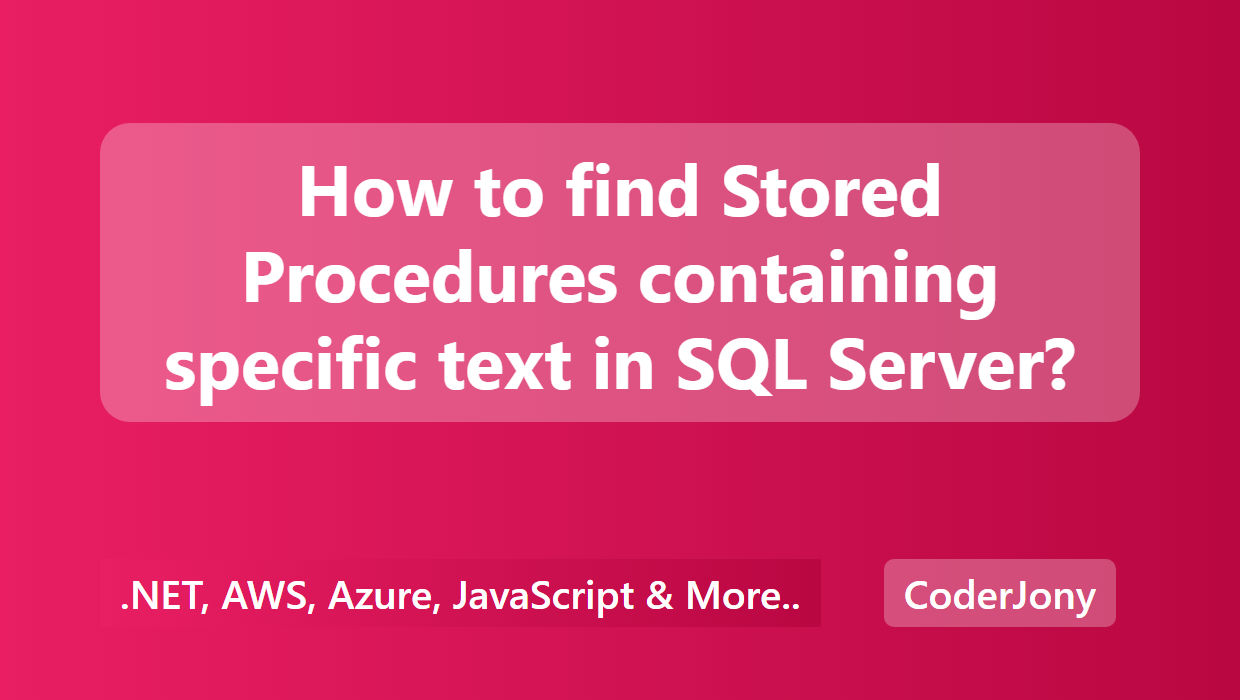 How to find Stored
Procedures containing
specific text in SQL Server?
.NET, AWS, Azure, JavaScript & More..
CoderJony